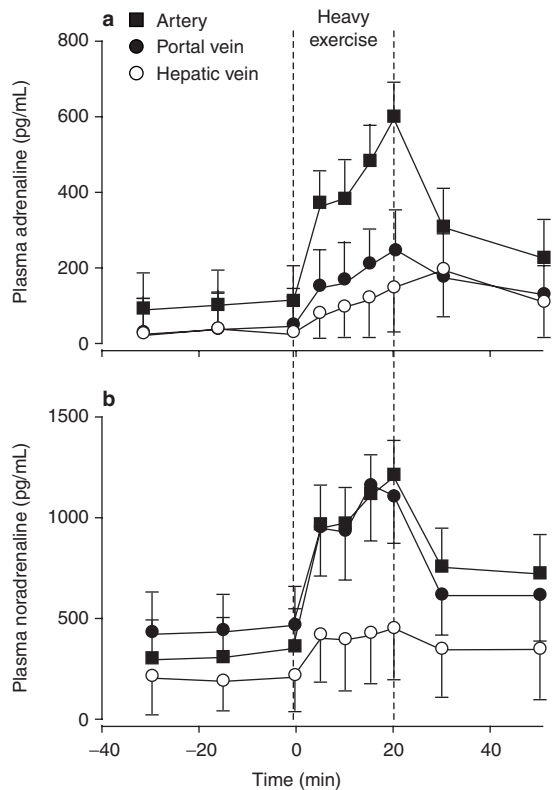 a
Artery
Portal vein
Hepatic vein
Heavy
exercise
800
600
400
200
0
Plasma adrenaline (pg/mL)
b
1500
1000
500
0
Plasma noradrenaline (pg/mL)
−40
−20
0
20
40
Time (min)